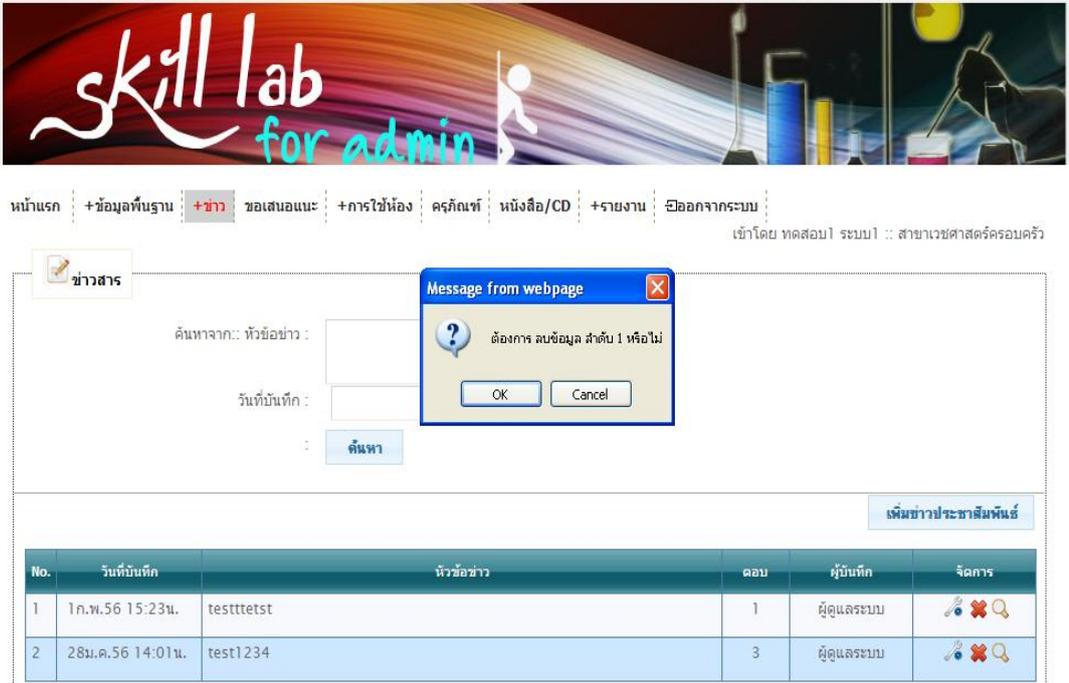 skill lab
for admin
หน้าแรก +ข้อมูลพื้นฐาน +ข่าว ขอเสนอแนะ +การใช้ห้อง ครุภัณฑ์ หนังสือ/CD +รายงาน ออกจากระบบ
เข้าโดย ทดสอบ1 ระบบ1 :: สาขาเวชศาสตร์ครอบครัว
ข่าวสาร
Message from webpage
ค้นหาจาก:: หัวข้อข่าว :
ต้องการ ลบข้อมูล ลำดับ 1 หรือไม่
OK Cancel
วันที่บันทึก :
: ค้นหา
เพิ่มข่าวประชาสัมพันธ์
No. วันที่บันทึก หัวข้อข่าว ตอบ ผู้บันทึก จัดการ
1 1ก.พ.56 15:23น. testttetst 1 ผู้ดูแลระบบ
2 28ม.ค.56 14:01น. test1234 3 ผู้ดูแลระบบ